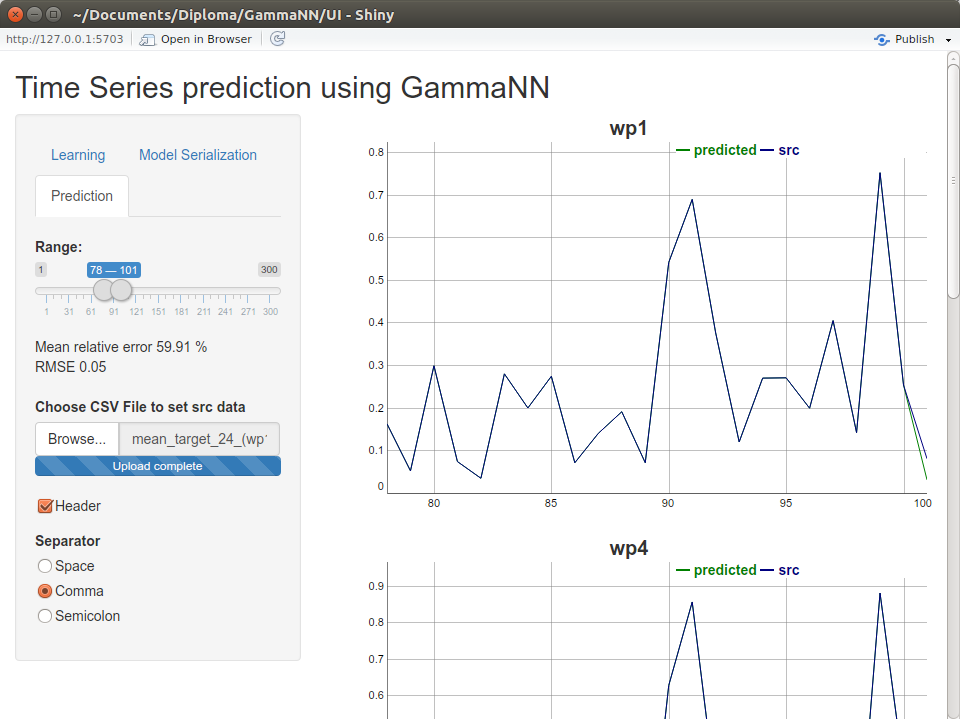 ~/Documents/Diploma/GammaNN/UI - Shiny
http://127.0.0.1:5703 Open in Browser Publish
Time Series prediction using GammaNN
Learning Model Serialization
Prediction
Range:
1 78 — 101 300
1 31 61 91 121 151 181 211 241 271 300
Mean relative error 59.91 %
RMSE 0.05
Choose CSV File to set src data
Browse... mean_target_24_(wp
Upload complete
Header
Separator
Space
Comma
Semicolon
wp1
predicted src
0.8
0.7
0.6
0.5
0.4
0.3
0.2
0.1
0
80 85 90 95 100
wp4
predicted src
0.9
0.8
0.7
0.6